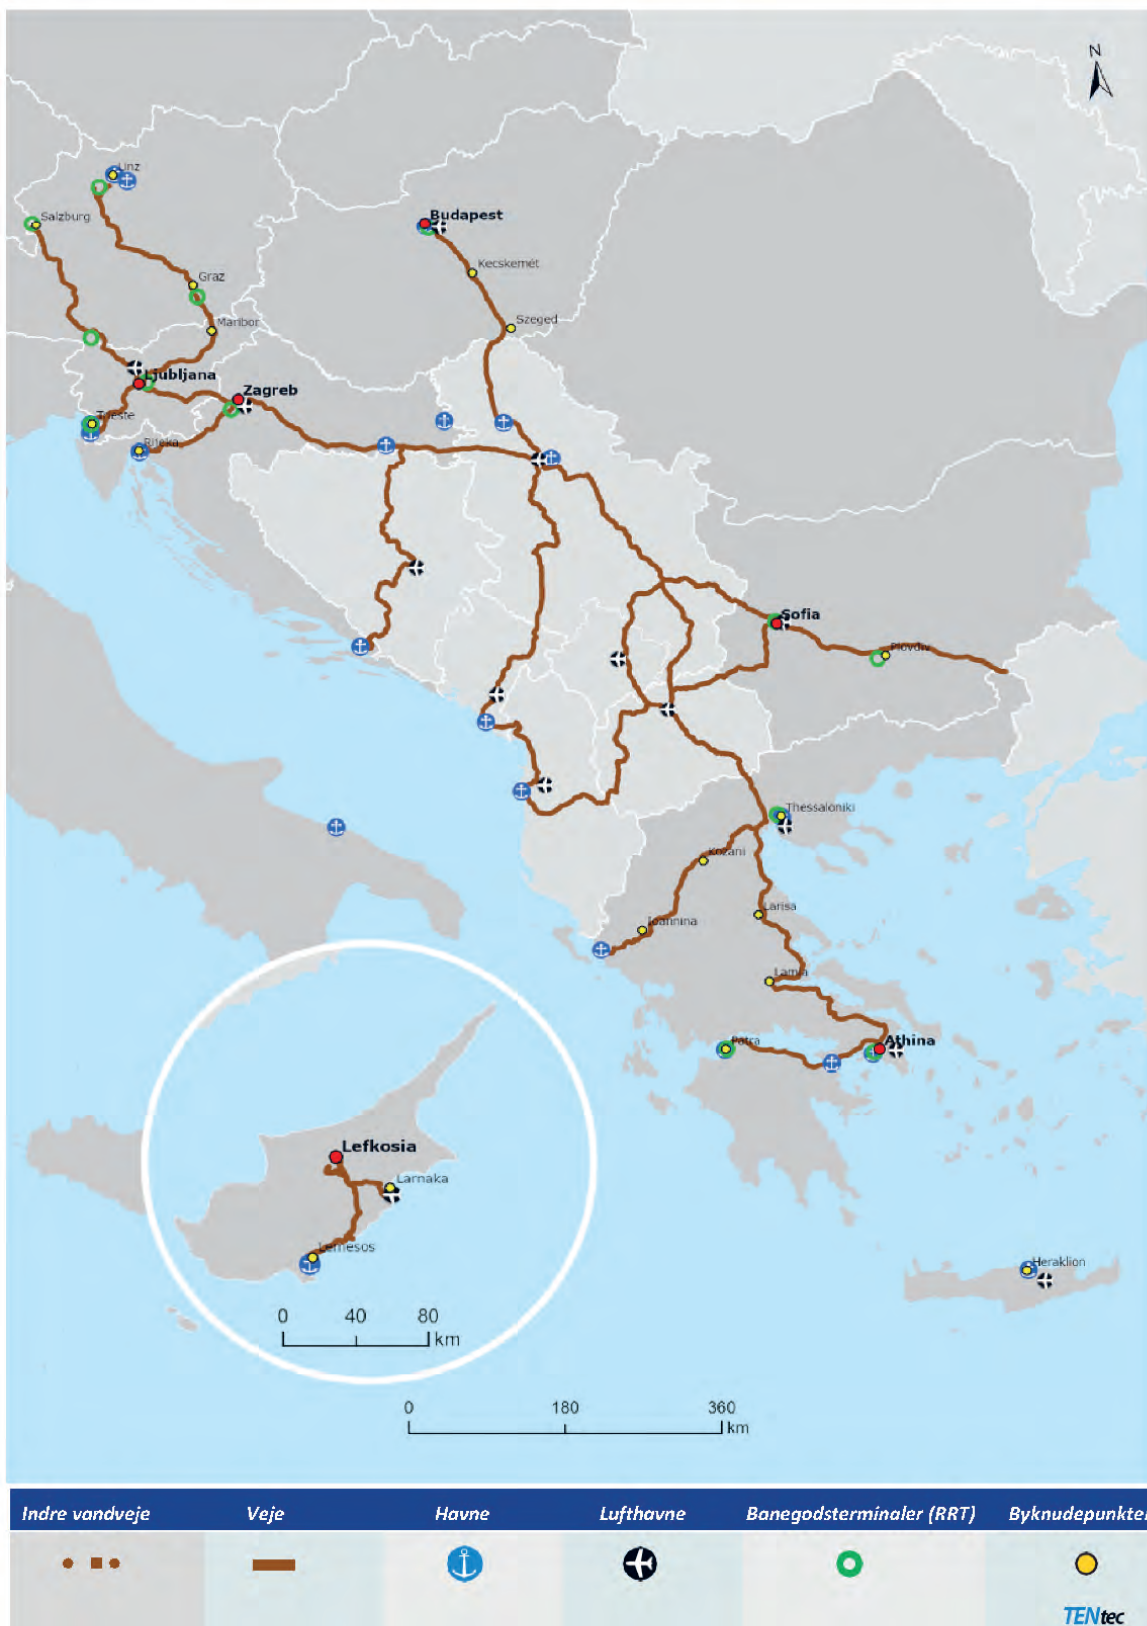 N
Linz
Salzburg
Budapest
Kecskemét
Graz
Szeged
Maribor
Ljubljana
Zagreb
Trieste
Rijeka
Sofia
Plovdiv
Thessaloniki
Kozani
Larisa
Ioannina
Lamia
Patra
Athina
Lefkosia
Larnaka
Lemesos
Heraklion
0 40 80
km
0 180 360
km
Indre vandveje Veje Havne Lufthavne Banegodsterminaler (RRT) Byknudepunkter
TENtec